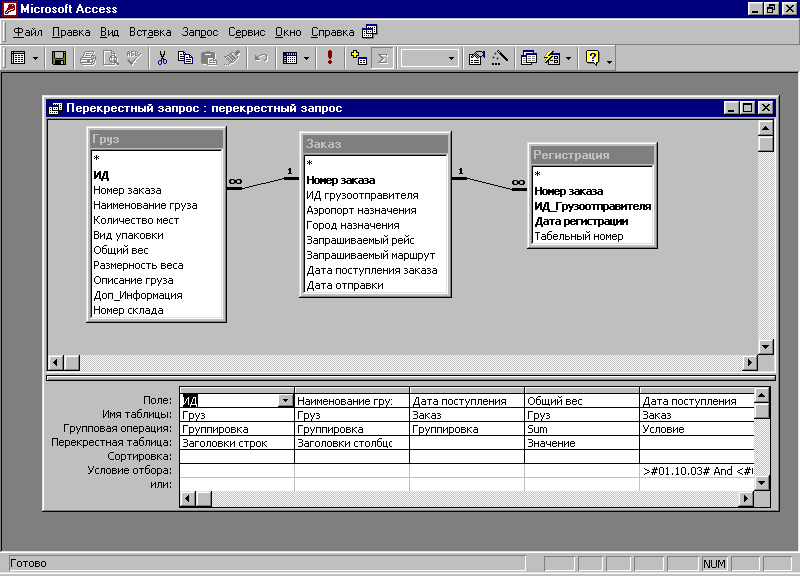 Microsoft Access
Файл Правка Вид Вставка Запрос Сервис Окно Справка
Перекрестный запрос : перекрестный запрос
Груз
*
ИД
Номер заказа
Наименование груза
Количество мест
Вид упаковки
Общий вес
Размерность веса
Описание груза
Доп_Информация
Номер склада
∞ 1
Заказ
*
Номер заказа
ИД грузоотправителя
Аэропорт назначения
Город назначения
Запрашиваемый рейс
Запрашиваемый маршрут
Дата поступления заказа
Дата отправки
1 ∞
Регистрация
*
Номер заказа
ИД_Грузоотправителя
Дата регистрации
Табельный номер
Поле: ИД Наименование гру: Дата поступления Общий вес Дата поступления
Имя таблицы: Груз Груз Заказ Груз Заказ
Групповая операция: Группировка Группировка Группировка Sum Условие
Перекрестная таблица: Заголовки строк Заголовки столбцо Значение
Сортировка:
Условие отбора: >#01.10.03# And <#
или:
Готово NUM